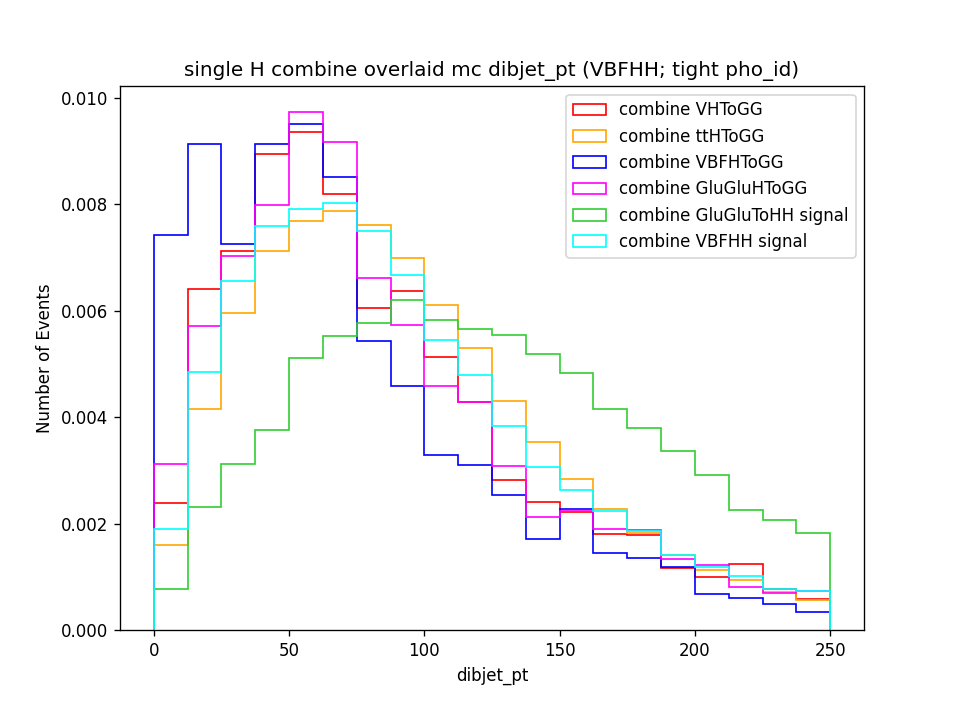 single H combine overlaid mc dibjet_pt (VBFHH; tight pho_id)
combine VHToGG
combine ttHToGG
combine VBFHToGG
combine GluGluHToGG
combine GluGluToHH signal
combine VBFHH signal
Number of Events
0.010
0.008
0.006
0.004
0.002
0.000
0
50
100
150
200
250
dibjet_pt